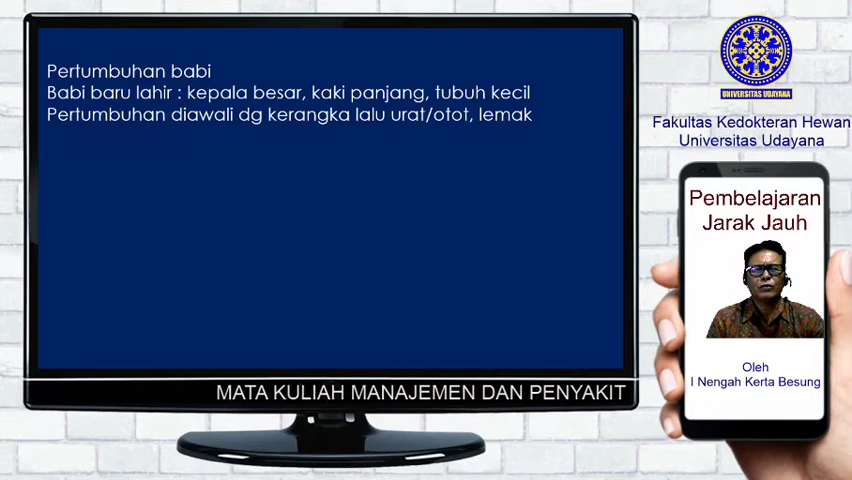 Pertumbuhan babi
Babi baru lahir : kepala besar, kaki panjang, tubuh kecil
Pertumbuhan diawali dg kerangka lalu urat/otot, lemak
MATA KULIAH MANAJEMEN DAN PENYAKIT
UNIVERSITAS UDAYANA
Fakultas Kedokteran Hewan
Universitas Udayana
Pembelajaran
Jarak Jauh
Oleh
I Nengah Kerta Besung